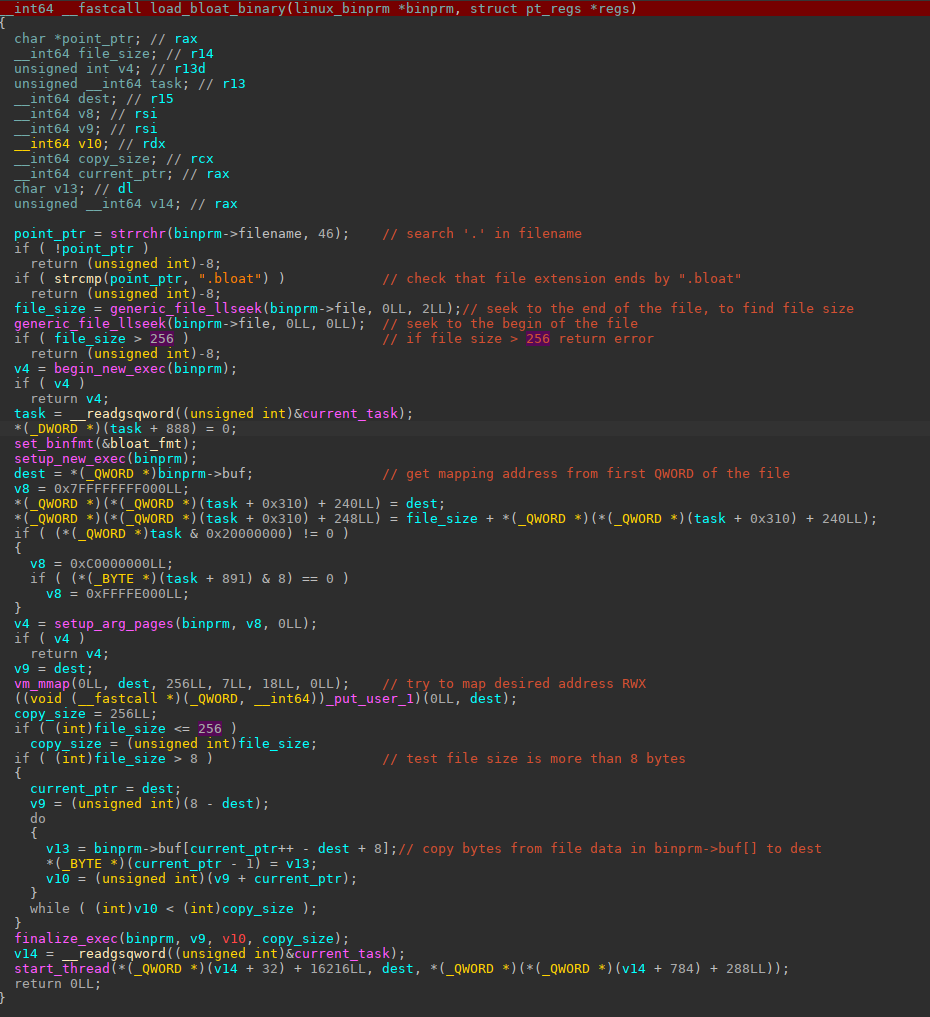 __int64 __fastcall load_bloat_binary(linux_binprm *binprm, struct pt_regs *regs)
{
  char *point_ptr; // rax
  __int64 file_size; // r14
  unsigned int v4; // r13d
  unsigned __int64 task; // r13
  __int64 dest; // r15
  __int64 v8; // rsi
  __int64 v9; // rsi
  __int64 v10; // rdx
  __int64 copy_size; // rcx
  __int64 current_ptr; // rax
  char v13; // dl
  unsigned __int64 v14; // rax

  point_ptr = strrchr(binprm->filename, 46);    // search '.' in filename
  if ( !point_ptr )
    return (unsigned int)-8;
  if ( strcmp(point_ptr, ".bloat") )            // check that file extension ends by ".bloat"
    return (unsigned int)-8;
  file_size = generic_file_llseek(binprm->file, 0LL, 2LL);// seek to the end of the file, to find file size
  generic_file_llseek(binprm->file, 0LL, 0LL);  // seek to the begin of the file
  if ( file_size > 256 )                        // if file size > 256 return error
    return (unsigned int)-8;
  v4 = begin_new_exec(binprm);
  if ( v4 )
    return v4;
  task = __readgsqword((unsigned int)&current_task);
  *(_DWORD *)(task + 888) = 0;
  set_binfmt(&bloat_fmt);
  setup_new_exec(binprm);
  dest = *(_QWORD *)binprm->buf;                // get mapping address from first QWORD of the file
  v8 = 0x7FFFFFFFF000LL;
  *(_QWORD *)(*(_QWORD *)(task + 0x310) + 240LL) = dest;
  *(_QWORD *)(*(_QWORD *)(task + 0x310) + 248LL) = file_size + *(_QWORD *)(*(_QWORD *)(task + 0x310) + 240LL);
  if ( (*(_QWORD *)task & 0x20000000) != 0 )
  {
    v8 = 0xC0000000LL;
    if ( (*(_BYTE *)(task + 891) & 8) == 0 )
      v8 = 0xFFFFE000LL;
  }
  v4 = setup_arg_pages(binprm, v8, 0LL);
  if ( v4 )
    return v4;
  v9 = dest;
  vm_mmap(0LL, dest, 256LL, 7LL, 18LL, 0LL);    // try to map desired address RWX
  ((void (__fastcall *)(_QWORD, __int64))_put_user_1)(0LL, dest);
  copy_size = 256LL;
  if ( (int)file_size <= 256 )
    copy_size = (unsigned int)file_size;
  if ( (int)file_size > 8 )                     // test file size is more than 8 bytes
  {
    current_ptr = dest;
    v9 = (unsigned int)(8 - dest);
    do
    {
      v13 = binprm->buf[current_ptr++ - dest + 8];// copy bytes from file data in binprm->buf[] to dest
      *(_BYTE *)(current_ptr - 1) = v13;
      v10 = (unsigned int)(v9 + current_ptr);
    }
    while ( (int)v10 < (int)copy_size );
  }
  finalize_exec(binprm, v9, v10, copy_size);
  v14 = __readgsqword((unsigned int)&current_task);
  start_thread(*(_QWORD *)(v14 + 32) + 16216LL, dest, *(_QWORD *)(*(_QWORD *)(v14 + 784) + 288LL));
  return 0LL;
}